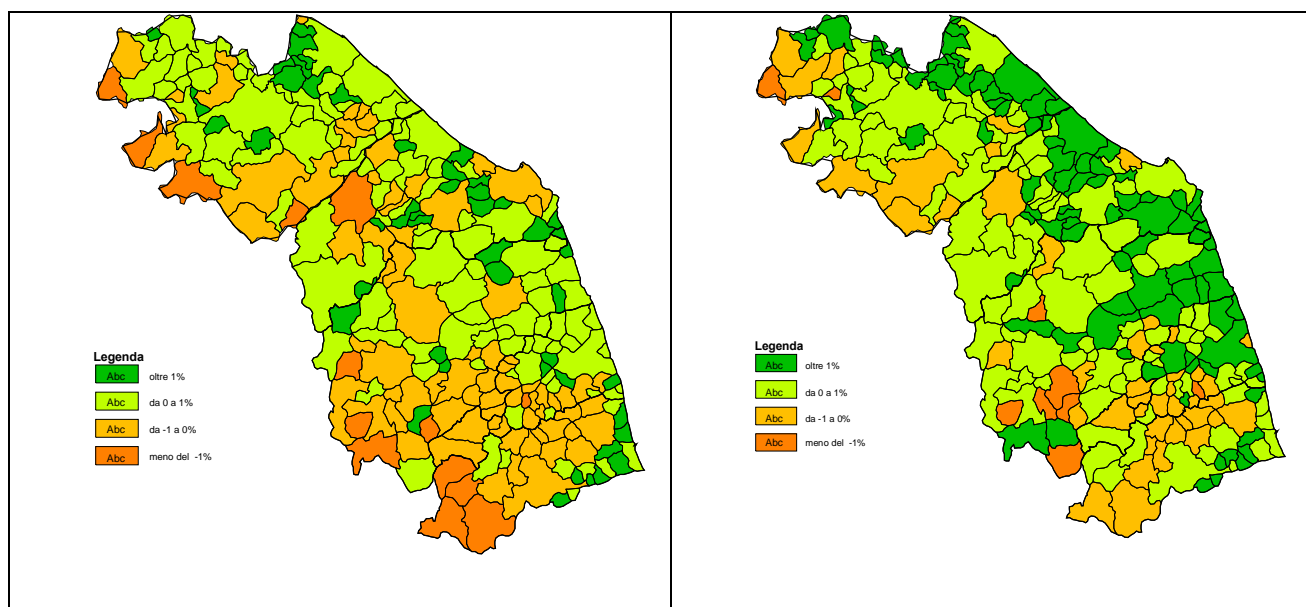 Legenda
Abc oltre 1%
Abc da 0 a 1%
Abc da -1 a 0%
Abc meno del -1%
Legenda
Abc oltre 1%
Abc da 0 a 1%
Abc da -1 a 0%
Abc meno del -1%